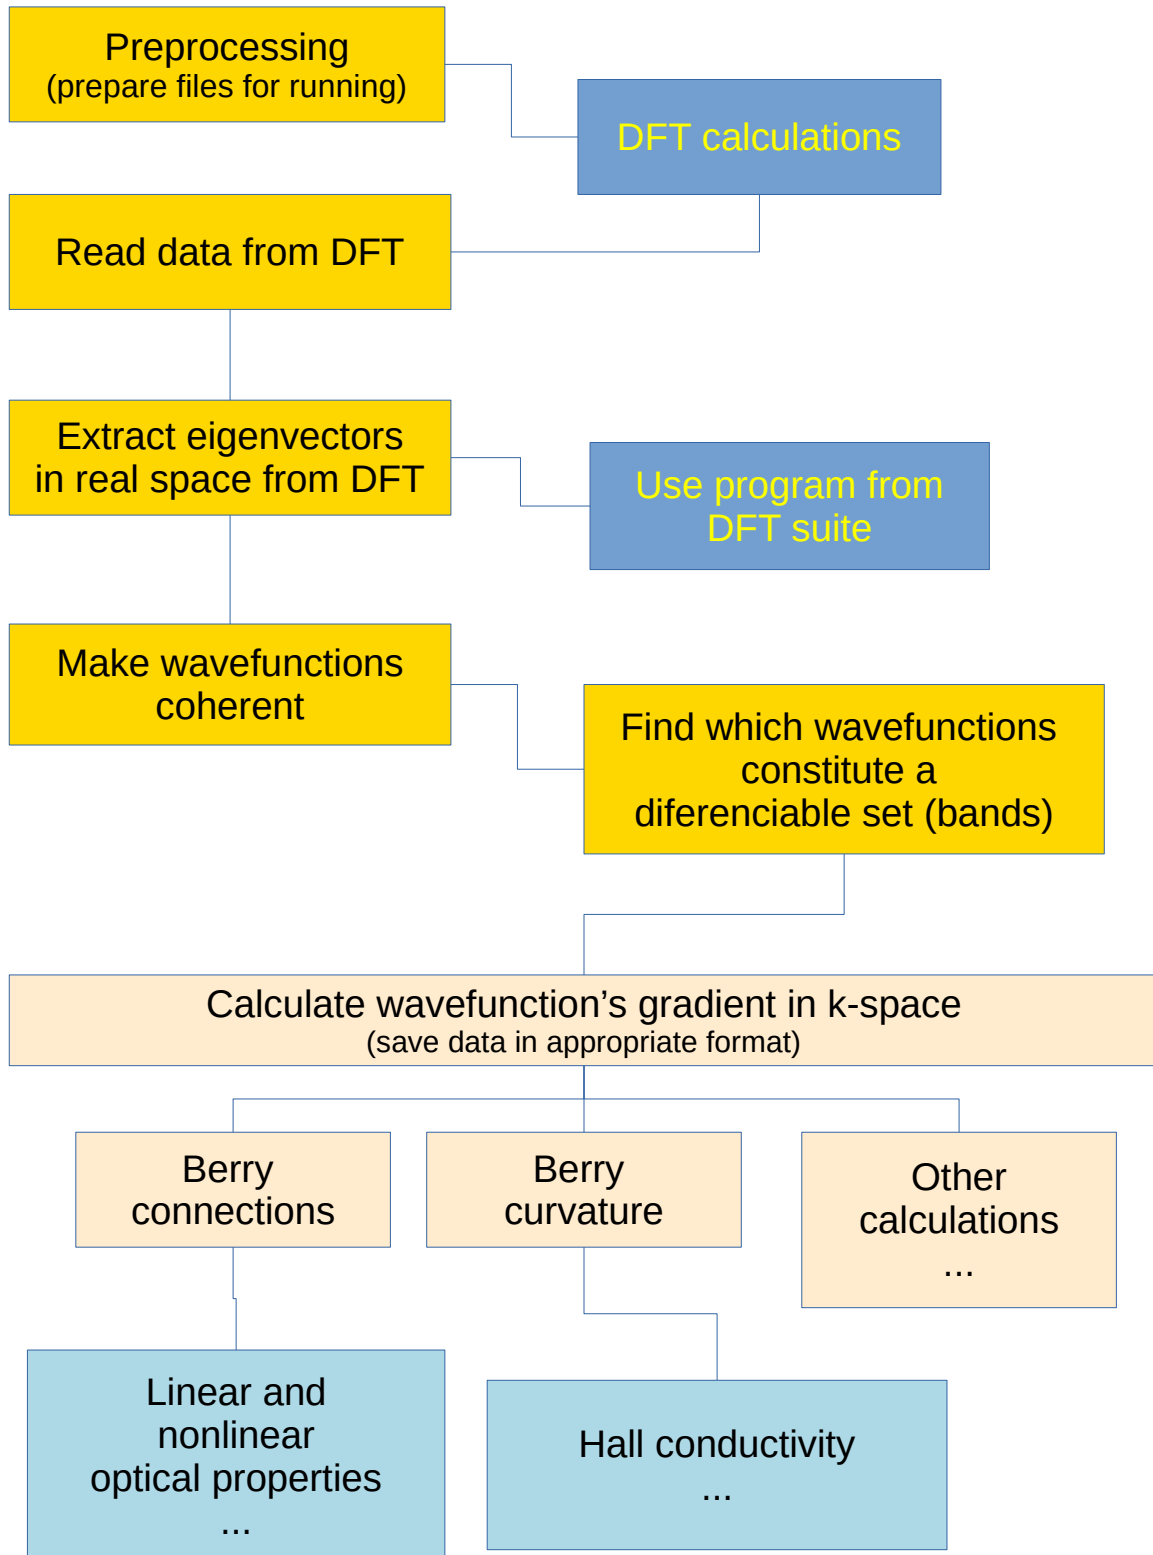 Preprocessing
(prepare files for running)
DFT calculations
Read data from DFT
Extract eigenvectors
in real space from DFT
Use program from
DFT suite
Make wavefunctions
coherent
Find which wavefunctions
constitute a
diferenciable set (bands)
Calculate wavefunction’s gradient in k-space
(save data in appropriate format)
Berry
connections
Berry
curvature
Other
calculations
...
Linear and
nonlinear
optical properties
...
Hall conductivity
...